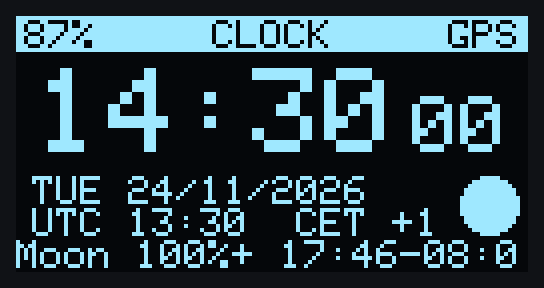 87% CLOCK GPS
14:30 00
TUE 24/11/2026
UTC 13:30 CET +1
Moon 100%+ 17:46-08:0